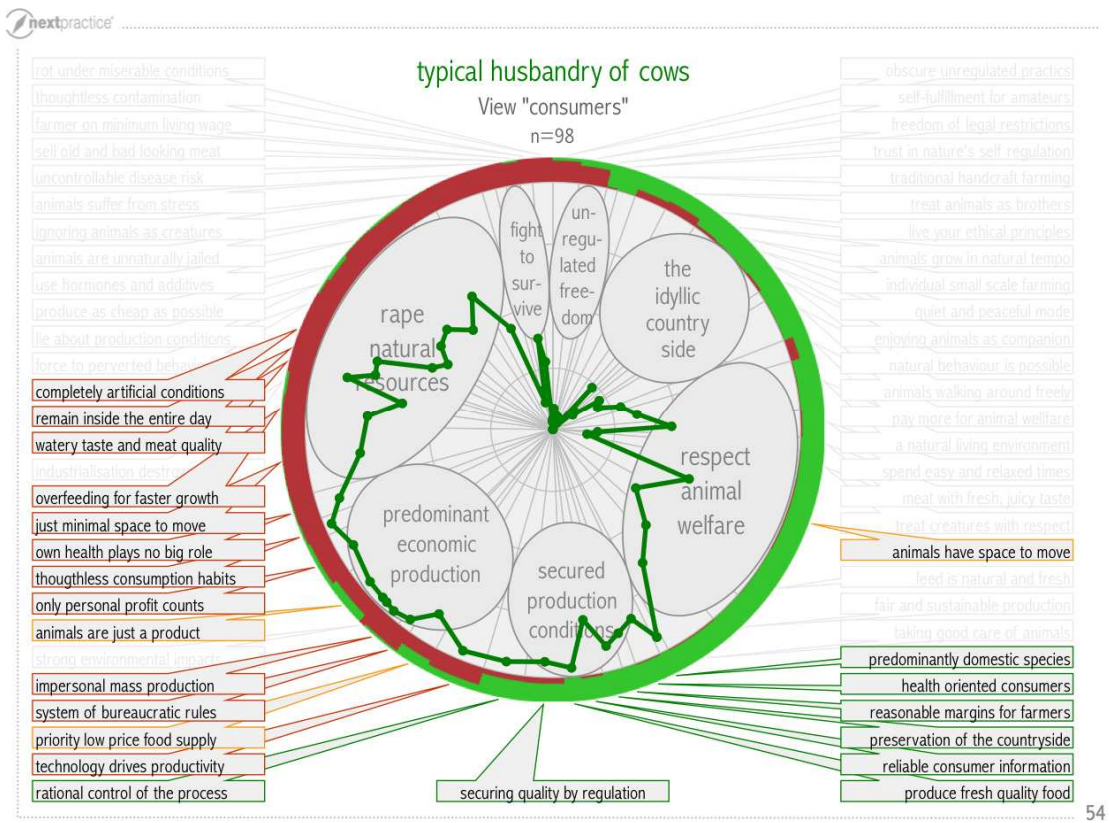 nextpractice
typical husbandry of cows
View "consumers"
n=98
rot under miserable conditions
thoughtless contamination
farmer on minimum living wage
sell old and bad looking meat
uncontrollable disease risk
animals suffer from stress
ignoring animals as creatures
animals are unnaturally jailed
use hormones and additives
produce as cheap as possible
lie about production conditions
force to perverted
completely artificial conditions
remain inside the entire day
watery taste and meat quality
industrialisation
overfeeding for faster growth
just minimal space to move
own health plays no big role
thougthless consumption habits
only personal profit counts
animals are just a product
strong environmental impacts
impersonal mass production
system of bureaucratic rules
priority low price food supply
technology drives productivity
rational control of the process
fight
to
sur-
vive
un-
regu-
lated
free-
dom
the
idyllic
country
side
rape
natural
resources
respect
animal
welfare
predominant
economic
production
secured
production
conditions
securing quality by regulation
obscure unregulated practics
self-fulfillment for amateurs
freedom of legal restrictions
trust in nature's self regulation
traditional handcraft farming
treat animals as brothers
live your ethical principles
animals grow in natural tempo
individual small scale farming
quiet and peaceful mode
enjoying animals as companion
natural behaviour is possible
animals walking around freely
pay more for animal welfare
a natural living
spend easy and relaxed times
meat with fresh, juicy taste
treat creatures with respect
animals have space to move
feed is natural and fresh
fair and sustainable production
taking good care of animals
predominantly domestic species
health oriented consumers
reasonable margins for farmers
preservation of the countryside
reliable consumer information
produce fresh quality food
54